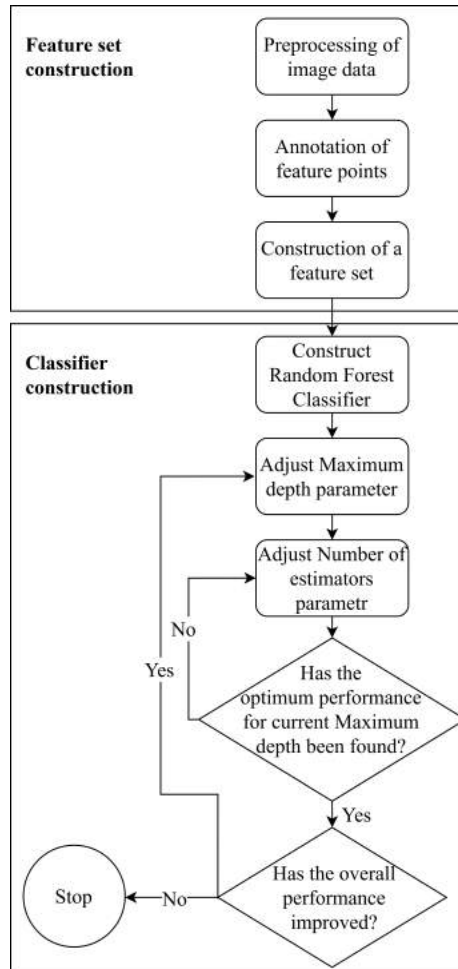 Feature set
construction
Preprocessing of
image data
Annotation of
feature points
Construction of a
feature set
Classifier
construction
Construct
Random Forest
Classifier
Adjust Maximum
depth parameter
Adjust Number of
estimators
parametr
No
Yes
Has the
optimum performance
for current Maximum
depth been found?
Yes
Has the overall
performance
improved?
No
Stop